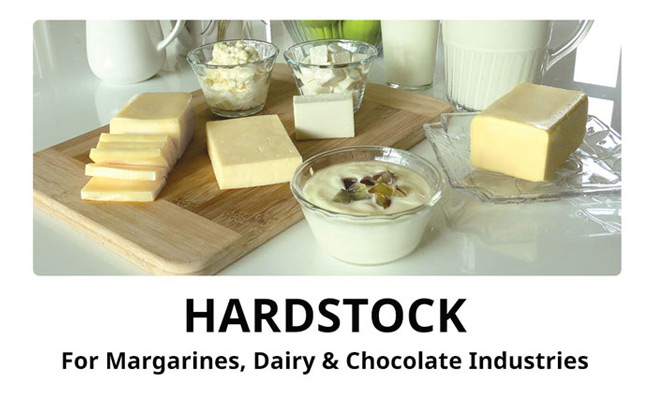 HARDSTOCK
For Margarines, Dairy & Chocolate Industries